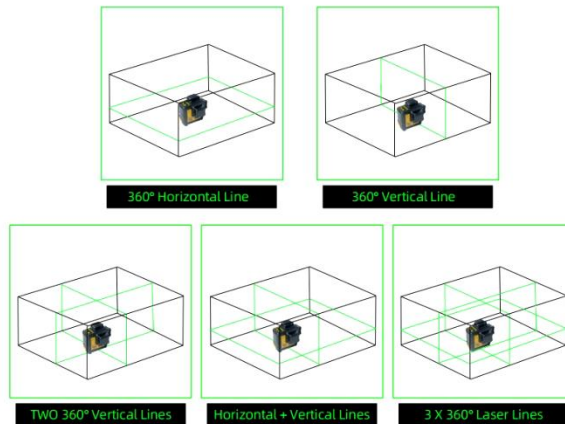 360° Horizontal Line
360° Vertical Line
TWO 360° Vertical Lines
Horizontal + Vertical Lines
3 X 360° Laser Lines